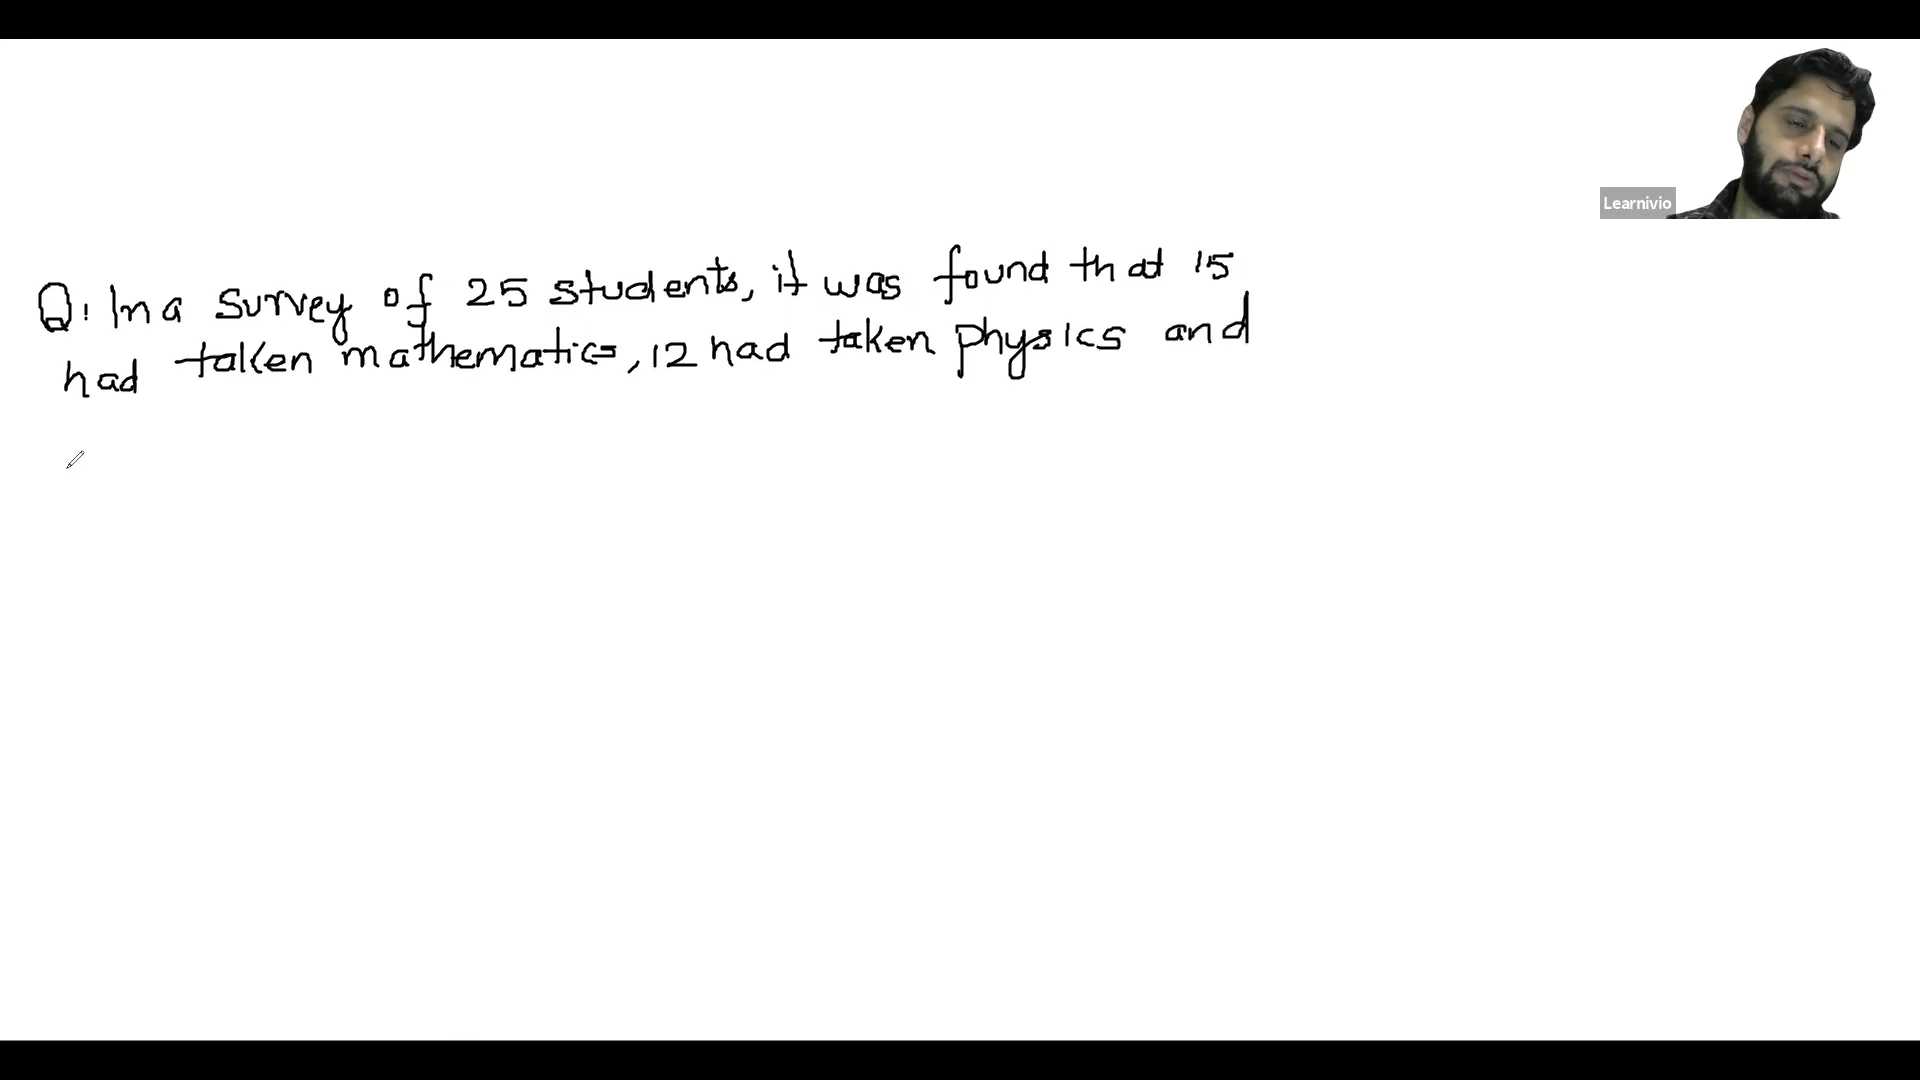 Learnivio
Q: In a survey of 25 students, it was found that 15
had taken mathematics, 12 had taken physics and